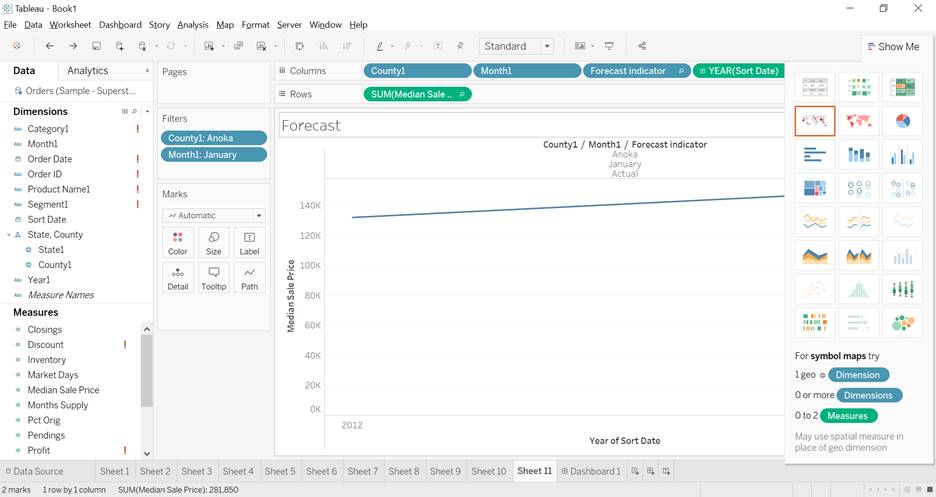 Tableau - Book1
File Data Worksheet Dashboard Story Analysis Map Format Server Window Help
Standard
Show Me
Data Analytics
Orders (Sample - Superst...
Dimensions
Category1 !
Month1
Order Date !
Order ID !
Product Name1 !
Segment1 !
Sort Date
State, County
State1
County1
Year1
Measure Names
Measures
Closings
Discount !
Inventory
Market Days
Median Sale Price
Months Supply
Pct Orig
Pendings
Profit !
Pages
Filters
County1: Anoka
Month1: January
Marks
Automatic
Color Size Label
Detail Tooltip Path
Columns County1 Month1 Forecast indicator YEAR(Sort Date)
Rows SUM(Median Sale ..
Forecast
County1 / Month1 / Forecast indicator
Anoka
January
Actual
140K
120K
100K
80K
60K
40K
20K
0K
Median Sale Price
2012
Year of Sort Date
For symbol maps try
1 geo Dimension
0 or more Dimensions
0 to 2 Measures
May use spatial measure in
place of geo dimension
Data Source Sheet 1 Sheet 2 Sheet 3 Sheet 4 Sheet 5 Sheet 6 Sheet 7 Sheet 8 Sheet 9 Sheet 10 Sheet 11 Dashboard 1
2 marks 1 row by 1 column SUM(Median Sale Price): 281,850